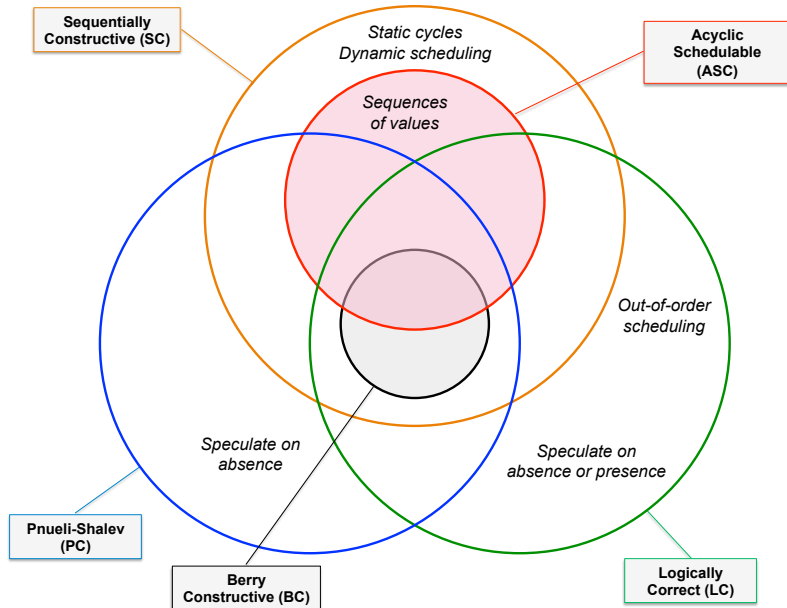 Sequentially
Constructive (SC)
Static cycles
Dynamic scheduling
Acyclic
Schedulable
(ASC)
Sequences
of values
Out-of-order
scheduling
Speculate on
absence
Speculate on
absence or presence
Pnueli-Shalev
(PC)
Berry
Constructive (BC)
Logically
Correct (LC)